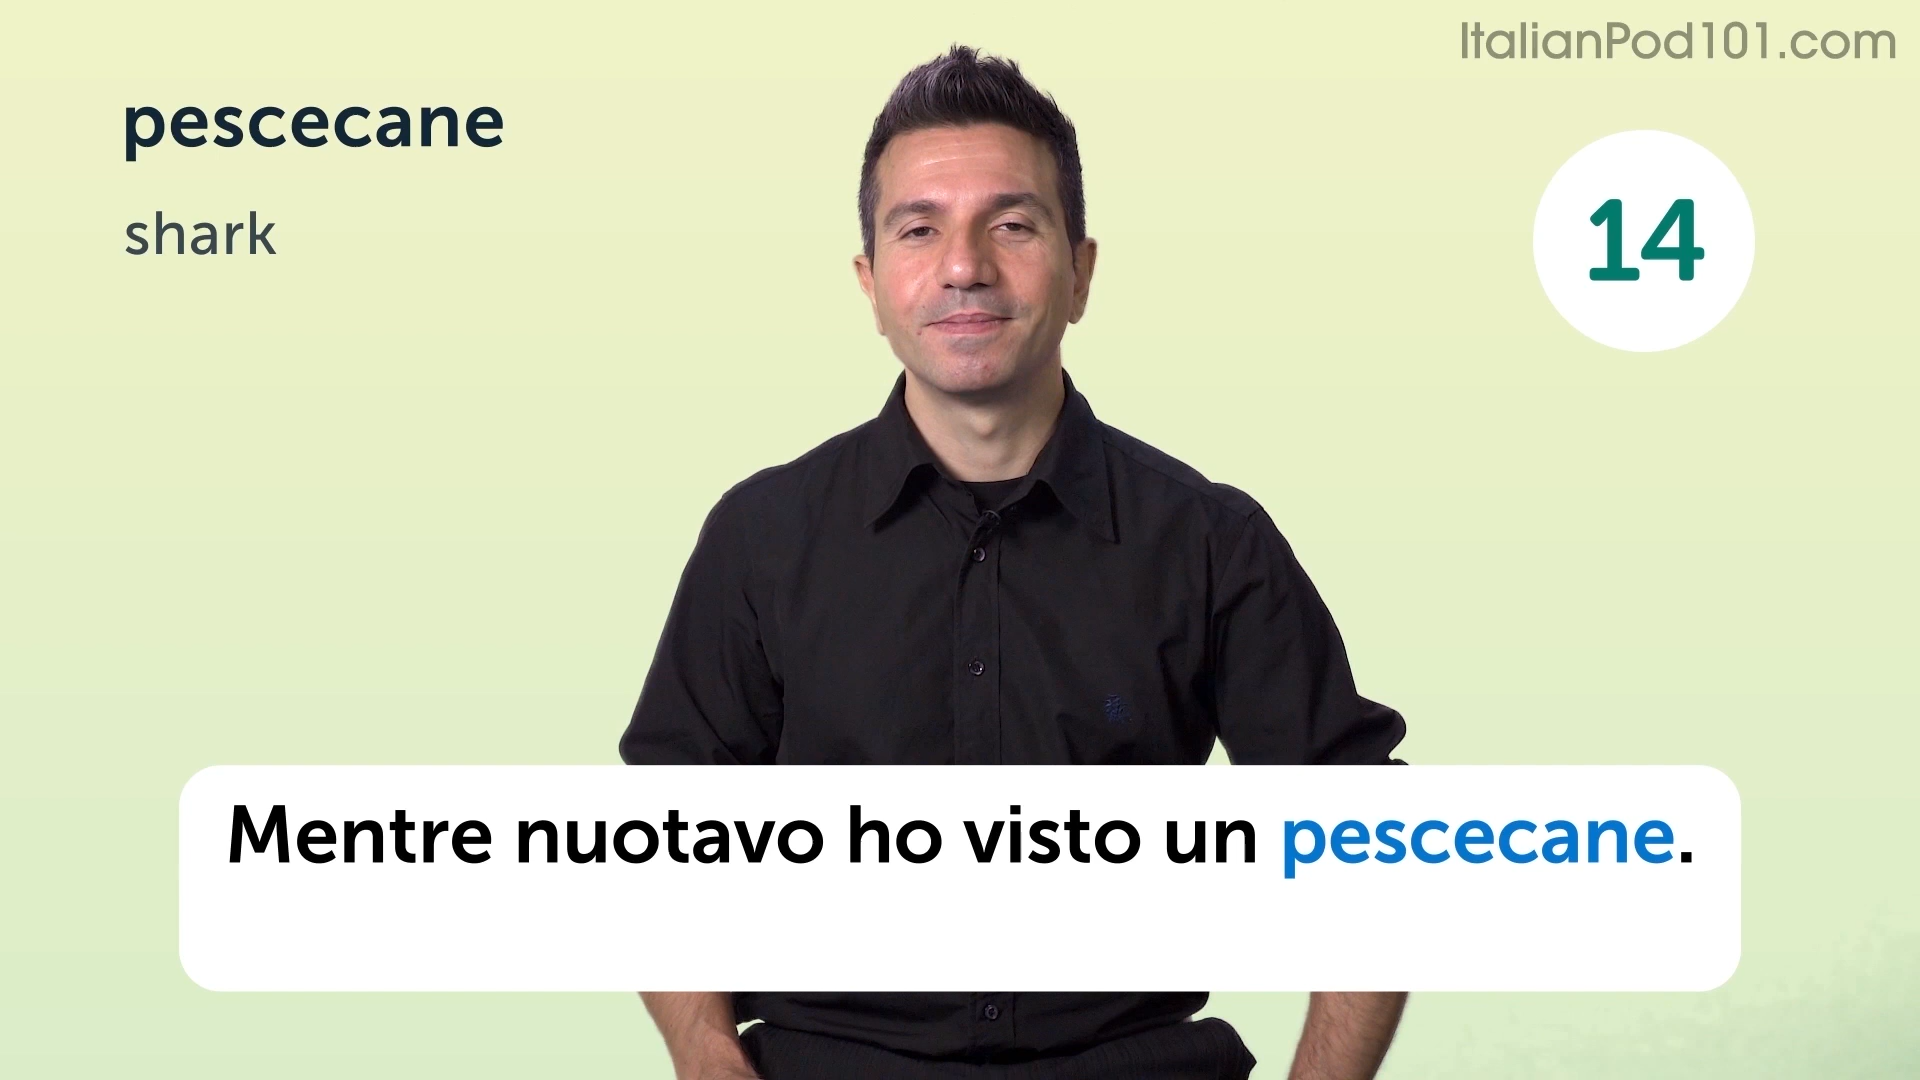 ItalianPod101.com
pescecane
shark
14
Mentre nuotavo ho visto un pescecane.